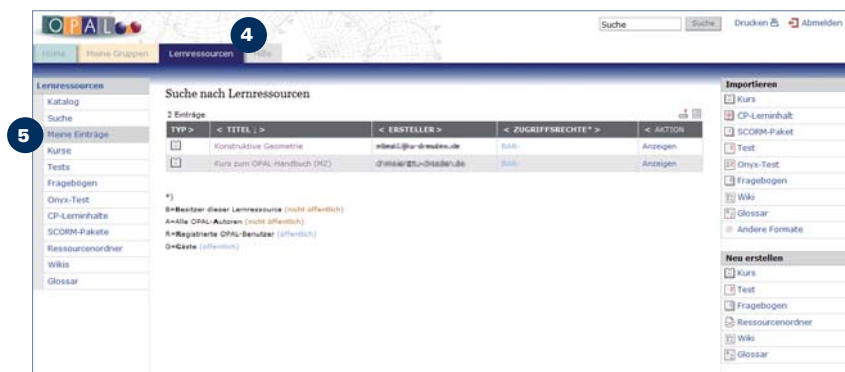 OPAL
4
Suche
Suche
Drucken
Abmelden
Home
Meine Gruppen
Lernressourcen
5
Lernressourcen
Katalog
Suche
Meine Einträge
Kurse
Tests
Fragebögen
Onyx-Test
CP-Lerninhalte
SCORM-Pakete
Ressourcenordner
Wikis
Glossar
Suche nach Lernressourcen
2 Einträge
TYP > < TITEL ↓ > < ERSTELLER > < ZUGRIFFSRECHTE* > < AKTION
Konstruktive Geometrie BAR- Anzeigen
Kurs zum OPAL-Handbuch (MZ) BAR- Anzeigen
*)
B=Besitzer dieser Lernressource (nicht öffentlich)
A=Alle OPAL-Autoren (nicht öffentlich)
R=Registrierte OPAL-Benutzer (öffentlich)
G=Gäste (öffentlich)
Importieren
Kurs
CP-Lerninhalt
SCORM-Paket
Test
Onyx-Test
Fragebogen
Wiki
Glossar
Andere Formate
Neu erstellen
Kurs
Test
Fragebogen
Ressourcenordner
Wiki
Glossar